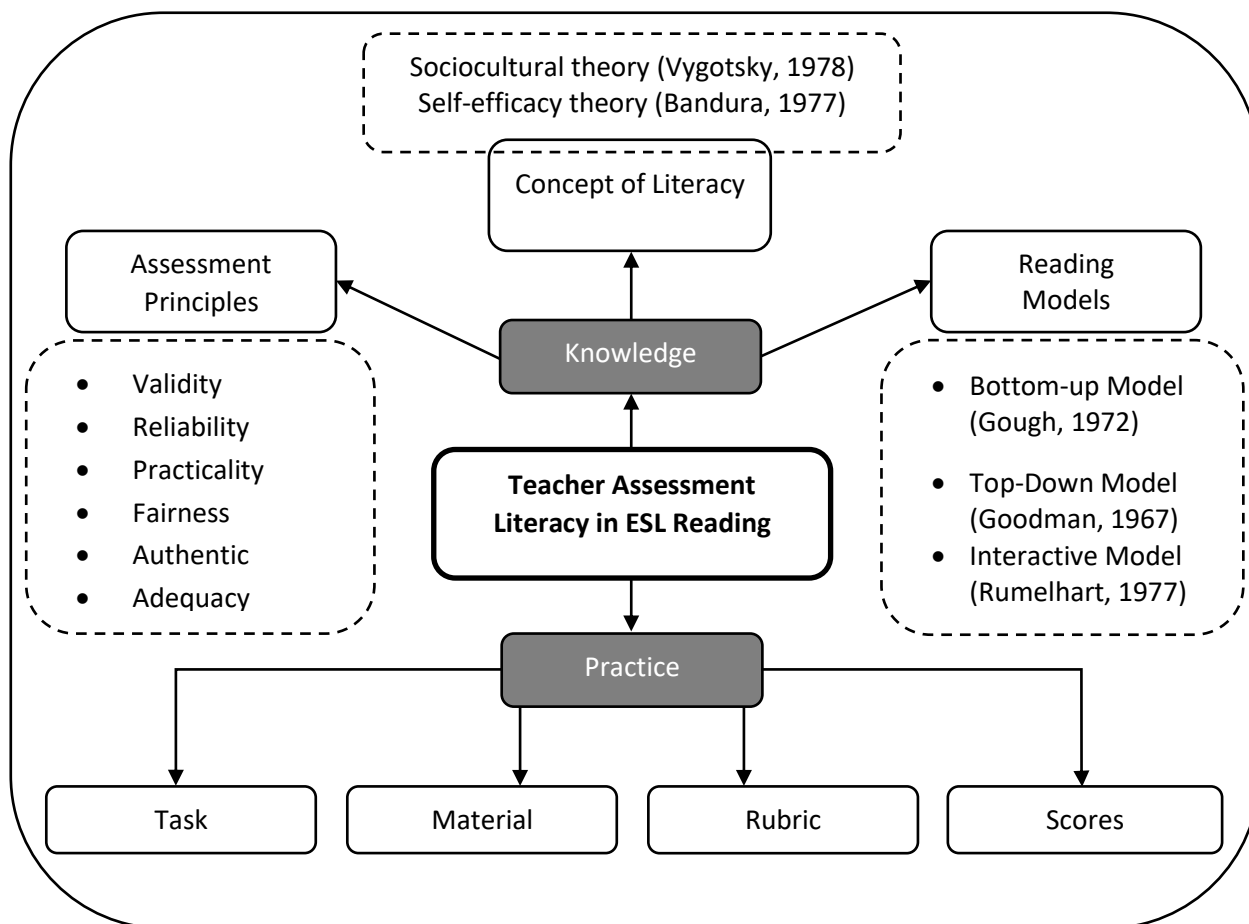 Sociocultural theory (Vygotsky, 1978)
Self-efficacy theory (Bandura, 1977)
Concept of Literacy
Assessment
Principles
Reading
Models
Knowledge
• Validity
• Reliability
• Practicality
• Fairness
• Authentic
• Adequacy
• Bottom-up Model
(Gough, 1972)
• Top-Down Model
(Goodman, 1967)
• Interactive Model
(Rumelhart, 1977)
Teacher Assessment
Literacy in ESL Reading
Practice
Task
Material
Rubric
Scores